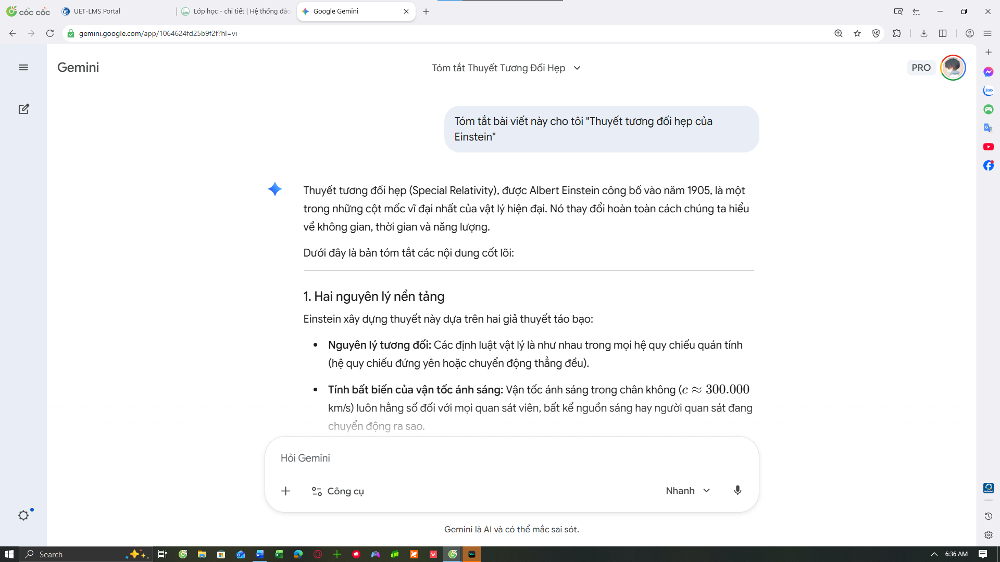 cốc cốc
UET-LMS Portal
Lớp học - chi tiết | Hệ thống đào
Google Gemini
gemini.google.com/app/1064624fd25b9f2f?hl=vi
Gemini
Tóm tắt Thuyết Tương Đối Hẹp
PRO
Zalo
Tóm tắt bài viết này cho tôi "Thuyết tương đối hẹp của
Einstein"
Thuyết tương đối hẹp (Special Relativity), được Albert Einstein công bố vào năm 1905, là một
trong những cột mốc vĩ đại nhất của vật lý hiện đại. Nó thay đổi hoàn toàn cách chúng ta hiểu
về không gian, thời gian và năng lượng.
Dưới đây là bản tóm tắt các nội dung cốt lõi:
1. Hai nguyên lý nền tảng
Einstein xây dựng thuyết này dựa trên hai giả thuyết táo bạo:
• Nguyên lý tương đối: Các định luật vật lý là như nhau trong mọi hệ quy chiếu quán tính
(hệ quy chiếu đứng yên hoặc chuyển động thẳng đều).
• Tính bất biến của vận tốc ánh sáng: Vận tốc ánh sáng trong chân không (c ≈ 300.000
km/s) luôn hằng số đối với mọi quan sát viên, bất kể nguồn sáng hay người quan sát đang
chuyển động ra sao.
Hỏi Gemini
Công cụ
Nhanh
Gemini là AI và có thể mắc sai sót.
Search
6:36 AM